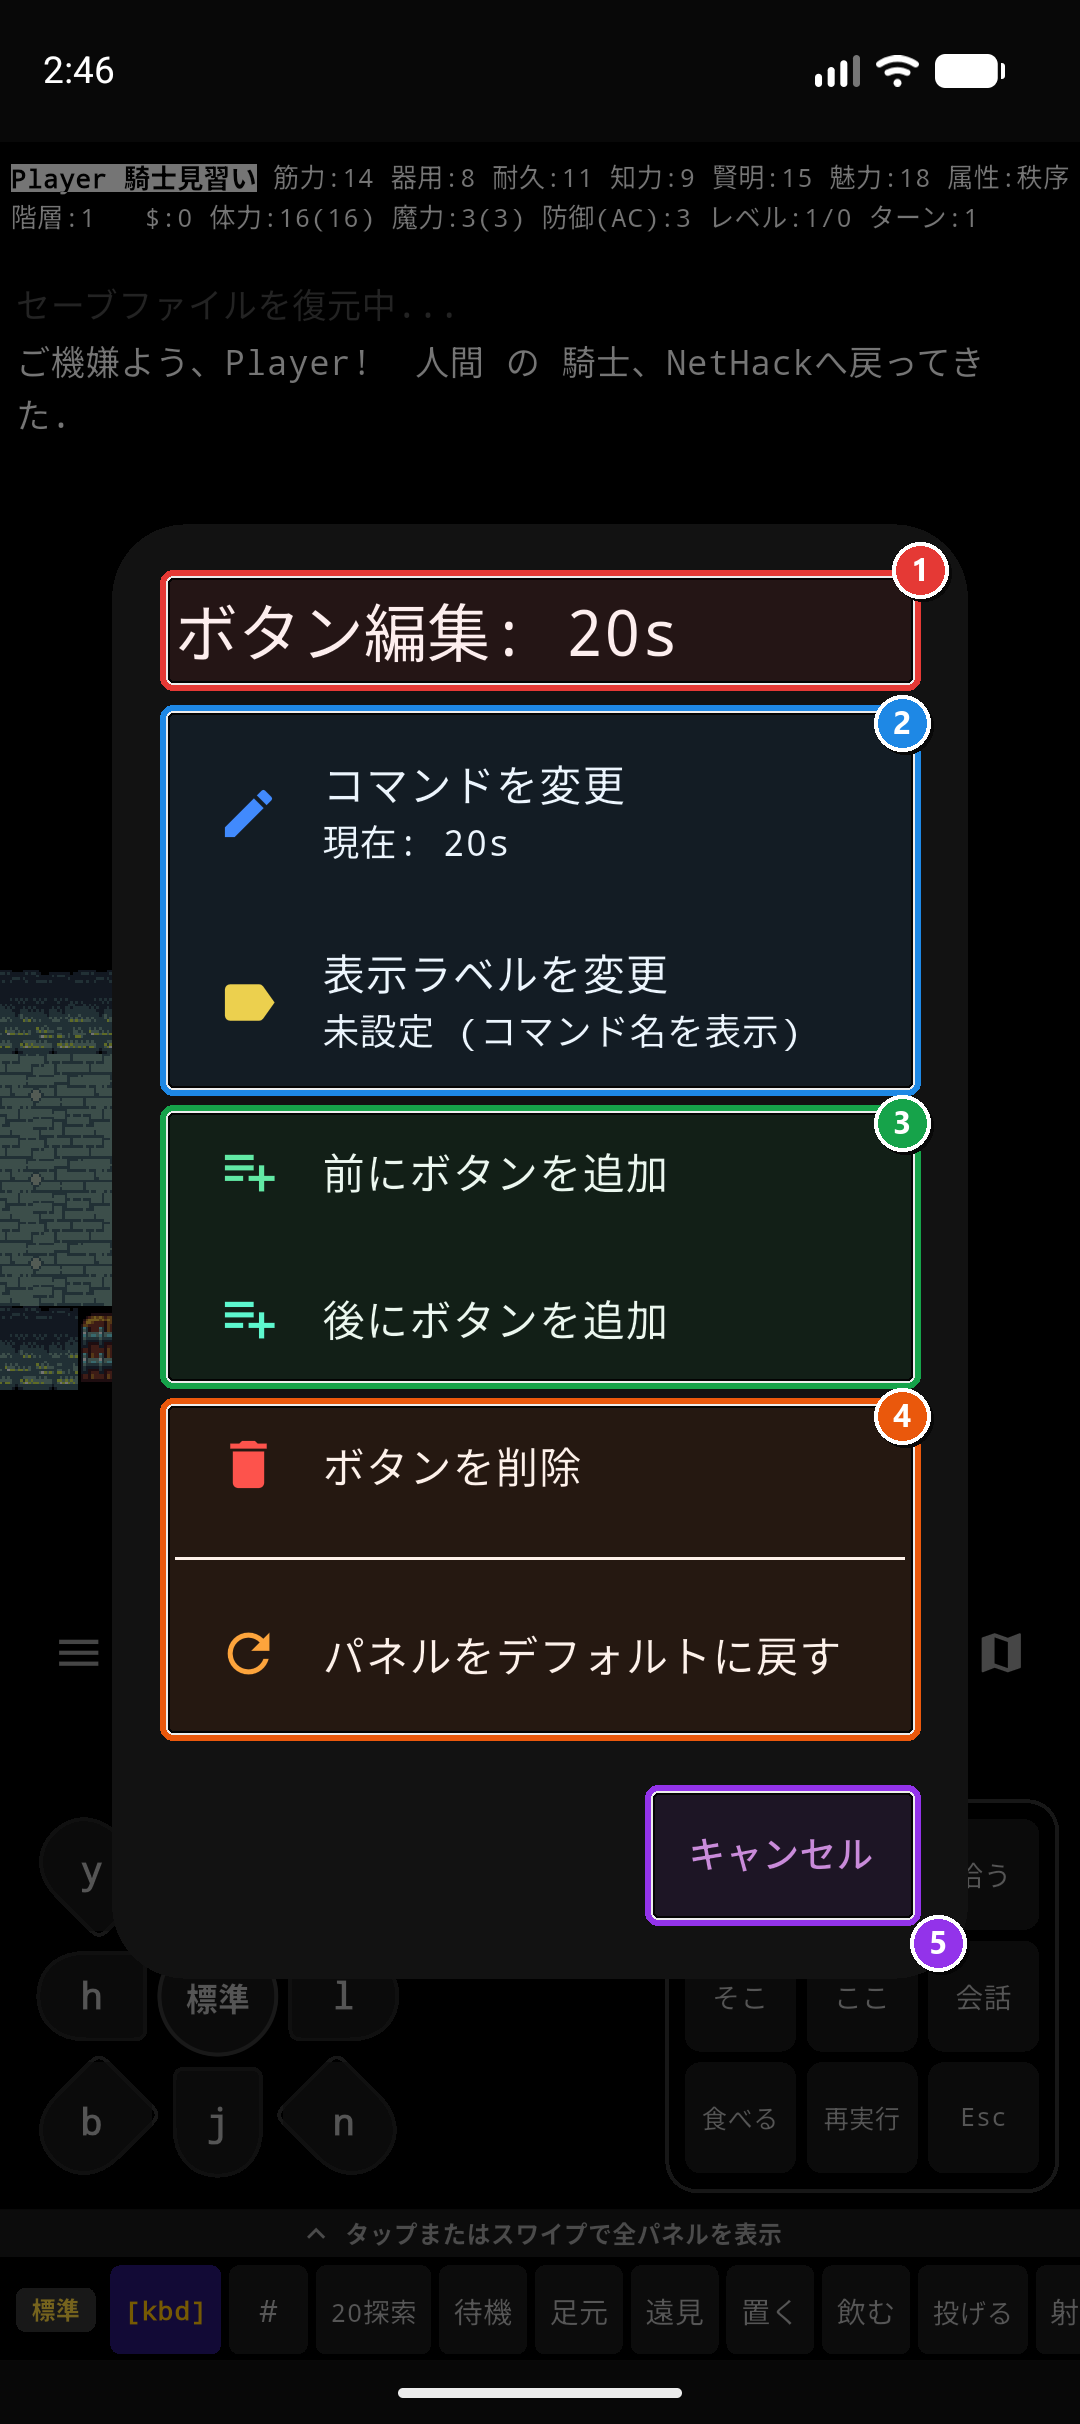 2:46
Player 騎士見習い 筋力:14 器用:8 耐久:11 知力:9 賢明:15 魅力:18 属性:秩序
階層:1 $:0 体力:16(16) 魔力:3(3) 防御(AC):3 レベル:1/0 ターン:1
セーブファイルを復元中...
ご機嫌よう、Player! 人間 の 騎士、NetHackへ戻ってき
た.
1
ボタン編集: 20s
2
コマンドを変更
現在: 20s
表示ラベルを変更
未設定 (コマンド名を表示)
3
前にボタンを追加
後にボタンを追加
4
ボタンを削除
パネルをデフォルトに戻す
キャンセル
5
y
拾う
h 標準 l
そこ ここ 会話
b j n
食べる 再実行 Esc
タップまたはスワイプで全パネルを表示
標準 [kbd] # 20探索 待機 足元 遠見 置く 飲む 投げる 射